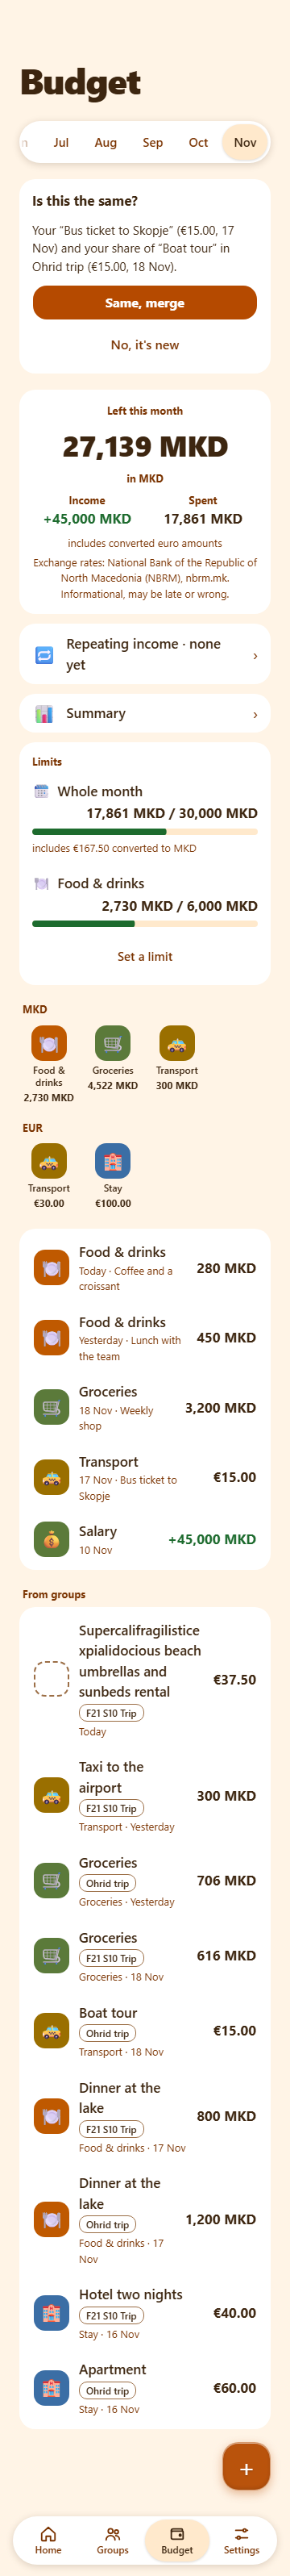 Budget
n Jul Aug Sep Oct Nov
Is this the same?
Your “Bus ticket to Skopje” (€15.00, 17
Nov) and your share of “Boat tour” in
Ohrid trip (€15.00, 18 Nov).
Same, merge
No, it's new
Left this month
27,139 MKD
in MKD
Income Spent
+45,000 MKD 17,861 MKD
includes converted euro amounts
Exchange rates: National Bank of the Republic of
North Macedonia (NBRM), nbrm.mk.
Informational, may be late or wrong.
Repeating income · none
yet
Summary
Limits
Whole month
17,861 MKD / 30,000 MKD
includes €167.50 converted to MKD
Food & drinks
2,730 MKD / 6,000 MKD
Set a limit
MKD
Food &
drinks
2,730 MKD
Groceries
4,522 MKD
Transport
300 MKD
EUR
Transport
€30.00
Stay
€100.00
Food & drinks
Today · Coffee and a
croissant
280 MKD
Food & drinks
Yesterday · Lunch with
the team
450 MKD
Groceries
18 Nov · Weekly
shop
3,200 MKD
Transport
17 Nov · Bus ticket to
Skopje
€15.00
Salary
10 Nov
+45,000 MKD
From groups
Supercalifragilistice
xpialidocious beach
umbrellas and
sunbeds rental
F21 S10 Trip
Today
€37.50
Taxi to the
airport
F21 S10 Trip
Transport · Yesterday
300 MKD
Groceries
Ohrid trip
Groceries · Yesterday
706 MKD
Groceries
F21 S10 Trip
Groceries · 18 Nov
616 MKD
Boat tour
Ohrid trip
Transport · 18 Nov
€15.00
Dinner at the
lake
F21 S10 Trip
Food & drinks · 17 Nov
800 MKD
Dinner at the
lake
Ohrid trip
Food & drinks · 17
Nov
1,200 MKD
Hotel two nights
F21 S10 Trip
Stay · 16 Nov
€40.00
Apartment
Ohrid trip
Stay · 16 Nov
€60.00
+
Home Groups Budget Settings